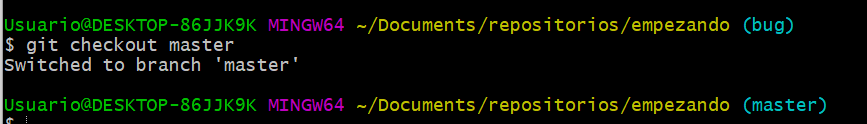 Usuario@DESKTOP-86JJK9K MINGW64 ~/Documents/repositorios/empezando (bug)
$ git checkout master
Switched to branch 'master'
Usuario@DESKTOP-86JJK9K MINGW64 ~/Documents/repositorios/empezando (master)
$